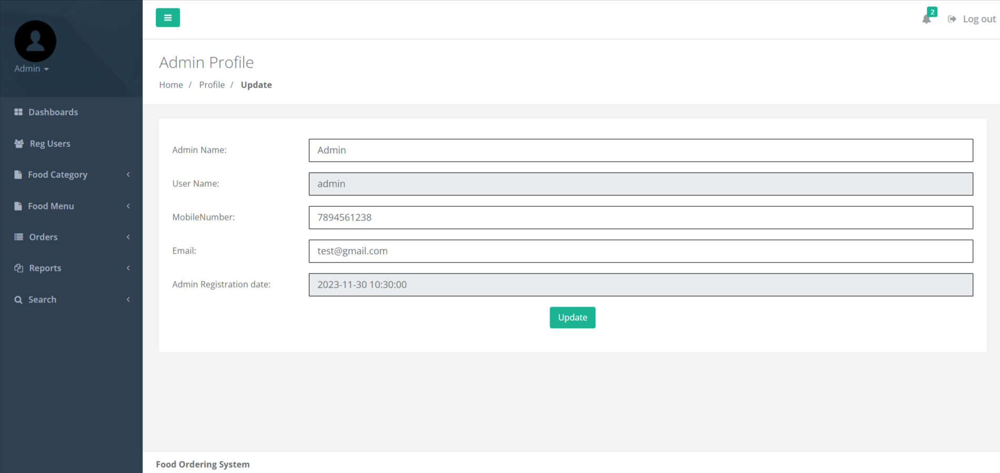 Admin
Dashboards
Reg Users
Food Category
Food Menu
Orders
Reports
Search
2
Log out
Admin Profile
Home / Profile / Update
Admin Name: Admin
User Name: admin
MobileNumber: 7894561238
Email: test@gmail.com
Admin Registration date: 2023-11-30 10:30:00
Update
Food Ordering System